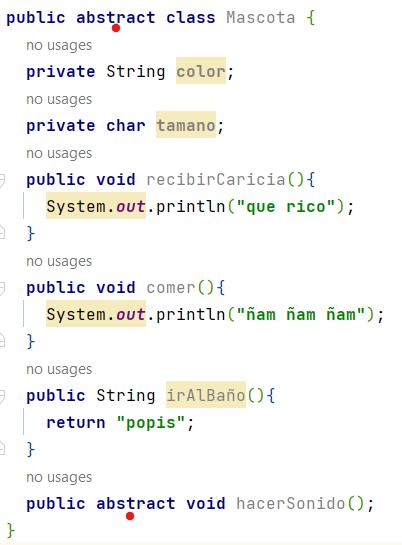 public abstract class Mascota {
no usages
private String color;
no usages
private char tamano;
no usages
public void recibirCaricia(){
System.out.println("que rico");
}
no usages
public void comer(){
System.out.println("ñam ñam ñam");
}
no usages
public String irAlBaño(){
return "popis";
}
no usages
public abstract void hacerSonido();
}